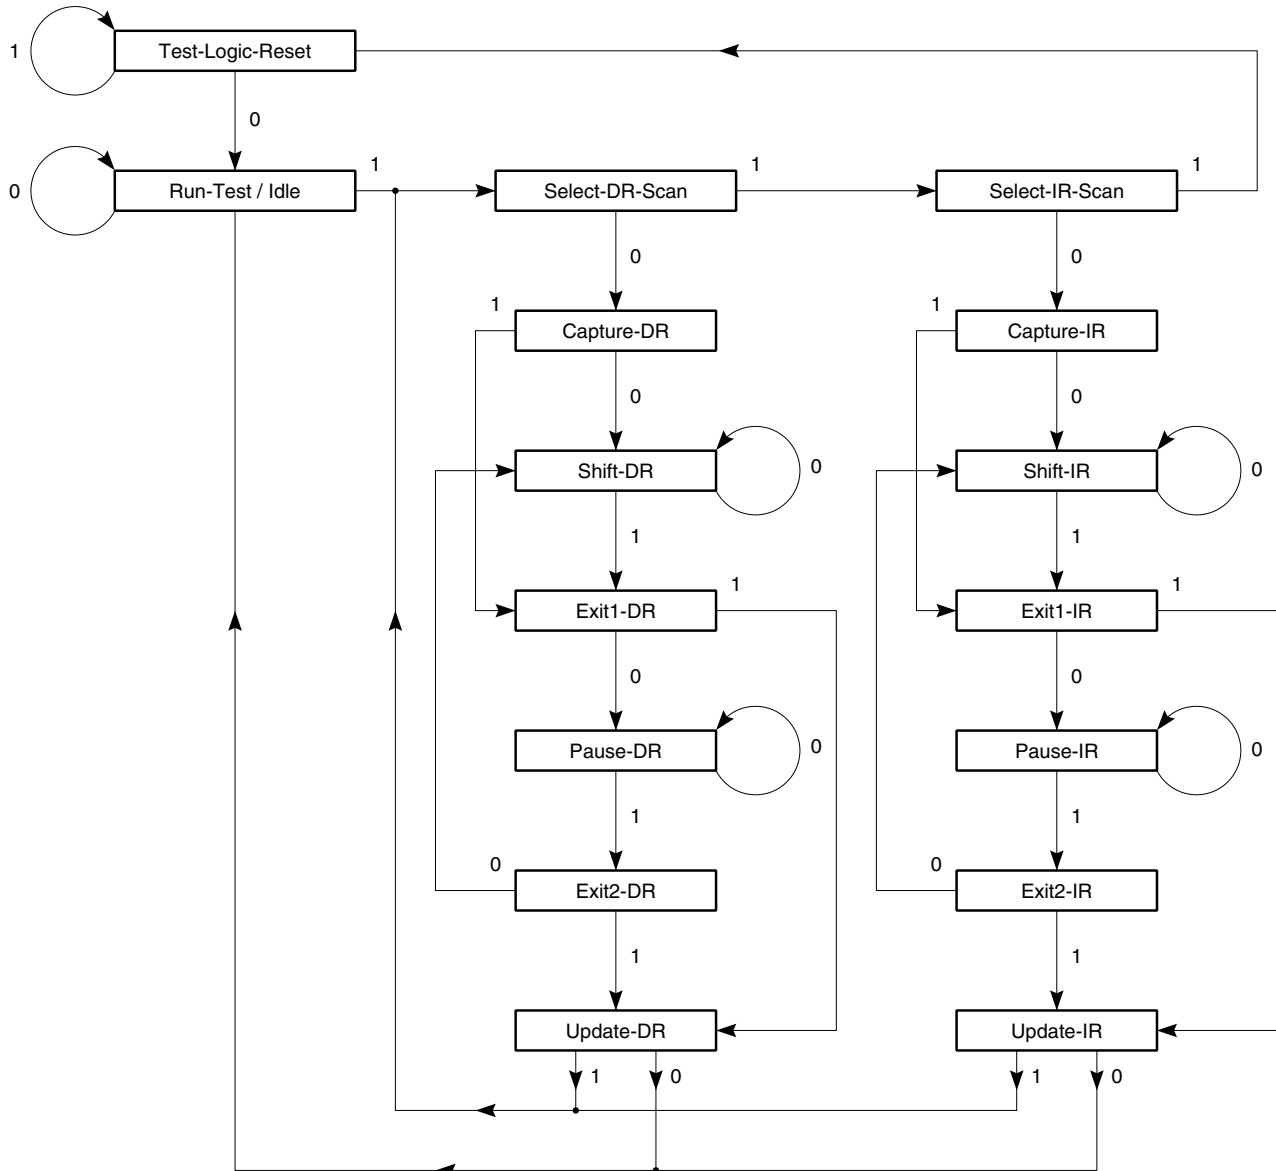 Test-Logic-Reset
1
0
Run-Test / Idle
0
1
Select-DR-Scan
1
Select-IR-Scan
1
0
0
1
Capture-DR
1
Capture-IR
0
0
Shift-DR
0
Shift-IR
0
1
1
Exit1-DR
1
Exit1-IR
1
0
0
Pause-DR
0
Pause-IR
0
1
1
0
Exit2-DR
0
Exit2-IR
1
1
Update-DR
Update-IR
1
0
1
0